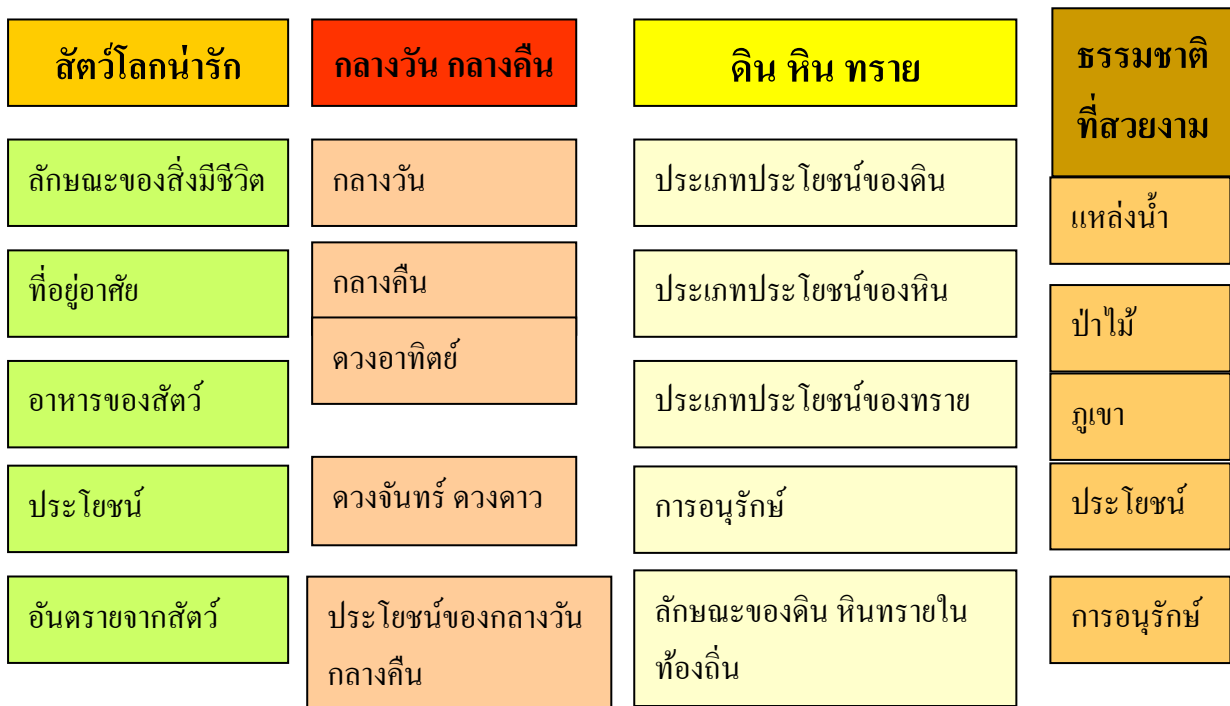 สัตว์โลกน่ารัก
ลักษณะของสิ่งมีชีวิต
ที่อยู่อาศัย
อาหารของสัตว์
ประโยชน์
อันตรายจากสัตว์
กลางวัน กลางคืน
กลางวัน
กลางคืน
ดวงอาทิตย์
ดวงจันทร์ ดวงดาว
ประโยชน์ของกลางวัน
กลางคืน
ดิน หิน ทราย
ประเภทประโยชน์ของดิน
ประเภทประโยชน์ของหิน
ประเภทประโยชน์ของทราย
การอนุรักษ์
ลักษณะของดิน หินทรายใน
ท้องถิ่น
ธรรมชาติ
ที่สวยงาม
แหล่งน้ำ
ป่าไม้
ภูเขา
ประโยชน์
การอนุรักษ์